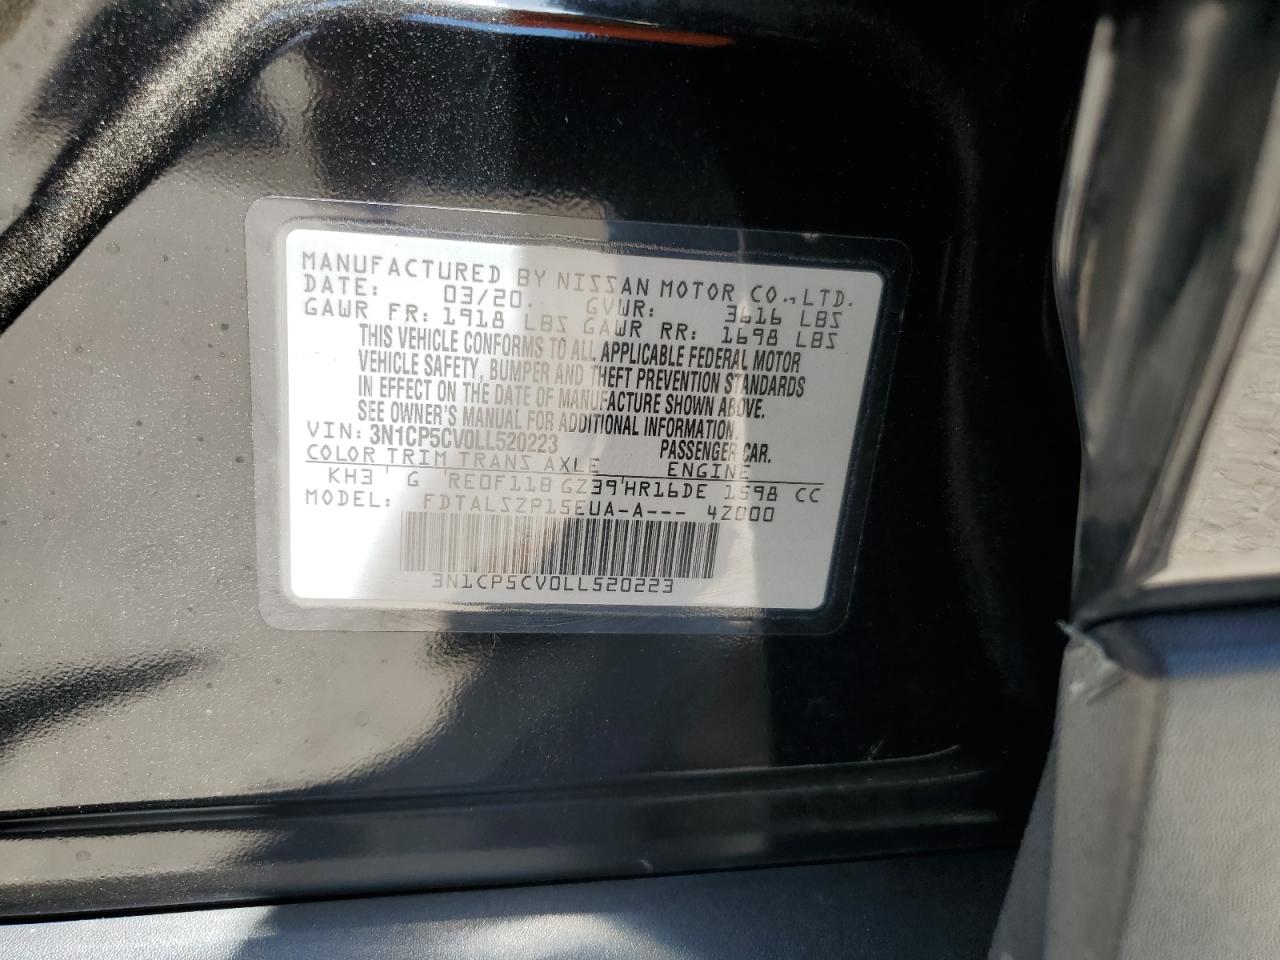 MANUFACTURED BY NISSAN MOTOR CO.,LTD.
DATE: 03/20 GVWR: 3616 LBS
GAWR FR: 1918 LBS GAWR RR: 1698 LBS
THIS VEHICLE CONFORMS TO ALL APPLICABLE FEDERAL MOTOR
VEHICLE SAFETY, BUMPER AND THEFT PREVENTION STANDARDS
IN EFFECT ON THE DATE OF MANUFACTURE SHOWN ABOVE.
SEE OWNER'S MANUAL FOR ADDITIONAL INFORMATION.
VIN: 3N1CP5CV0LL520223 PASSENGER CAR.
COLOR TRIM TRANS AXLE ENGINE
KH3 ' G 'RE0F11B GZ39'HR16DE 1598 CC
MODEL: FDTALSZP15EUA-A--- 4Z000
3N1CP5CV0LL520223